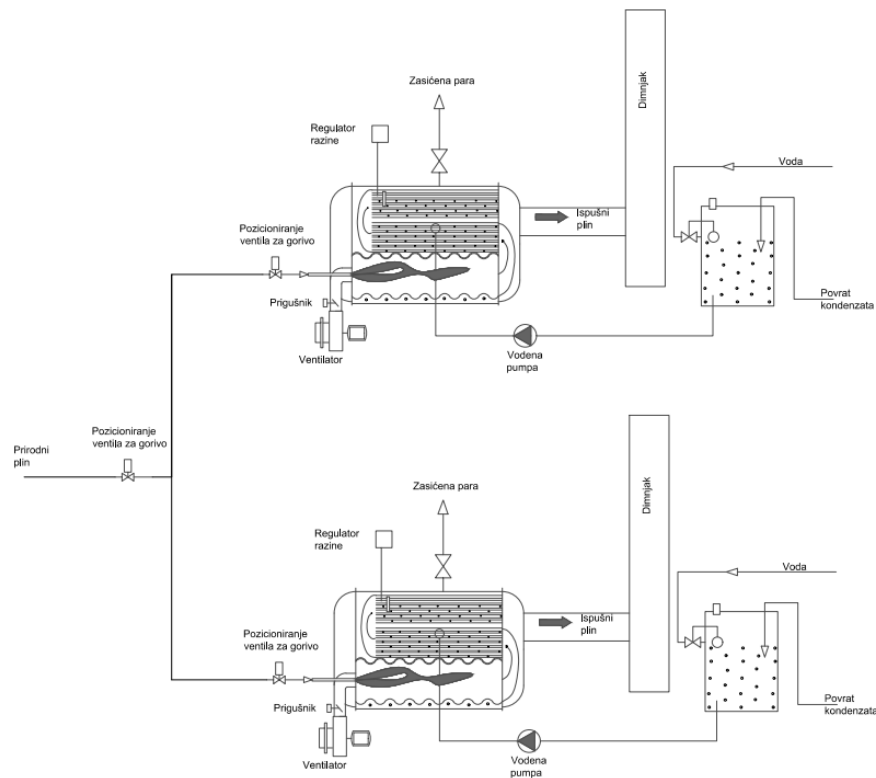 Dimnjak
Zasićena para
Regulator
razine
Voda
Ispušni
plin
Pozicioniranje
ventila za gorivo
Povrat
kondenzata
Prigušnik
Ventilator
Vodena
pumpa
Pozicioniranje
ventila za gorivo
Prirodni
plin
Dimnjak
Zasićena para
Regulator
razine
Voda
Ispušni
plin
Pozicioniranje
ventila za gorivo
Povrat
kondenzata
Prigušnik
Ventilator
Vodena
pumpa